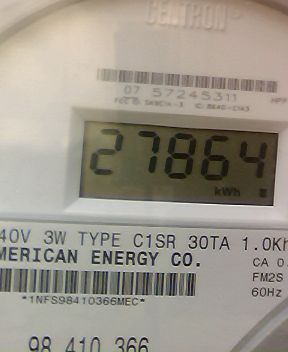 CENTRON
07 57245311
27864
kWh
40V 3W TYPE C1SR 30TA 1.0Kh
MERICAN ENERGY CO.
CA 0.
FM2S
60Hz
*1NFS98410366MEC*
98 410 366